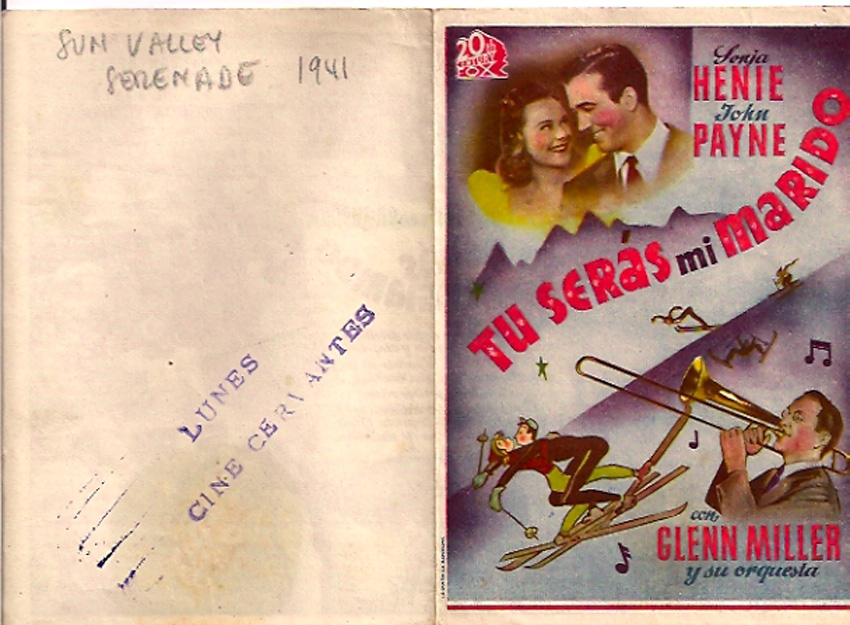 SUN VALLEY
SERENADE 1941
LUNES
CINE CERVANTES
20th
CENTURY
FOX
Sonja
HENIE
John
PAYNE
TU SERÁS mi MARIDO
con
GLENN MILLER
y su orquesta